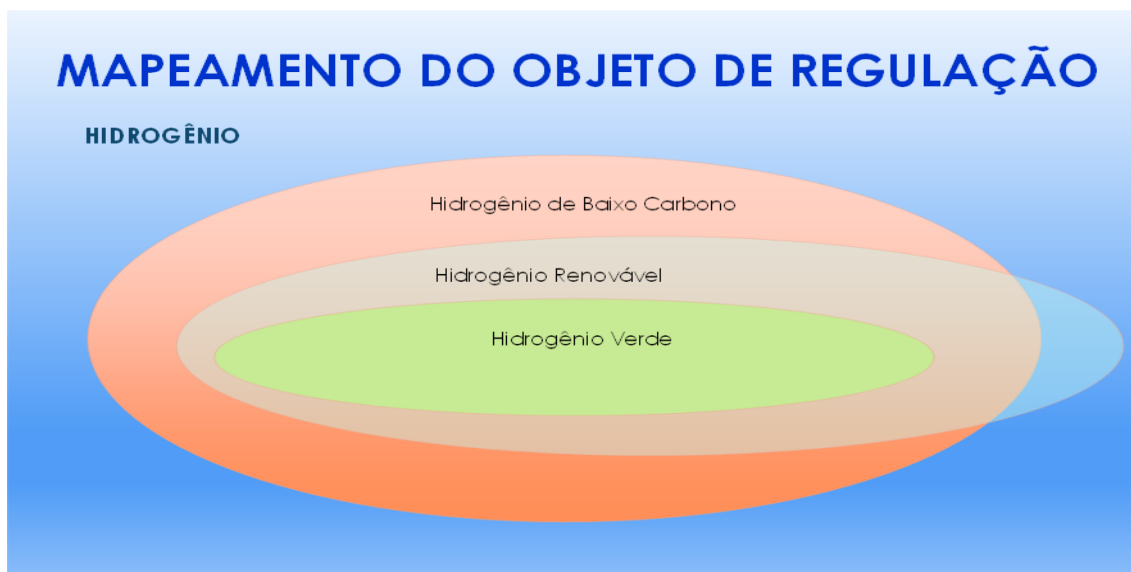 MAPEAMENTO DO OBJETO DE REGULAÇÃO
HIDROGÊNIO
Hidrogênio de Baixo Carbono
Hidrogênio Renovável
Hidrogênio Verde